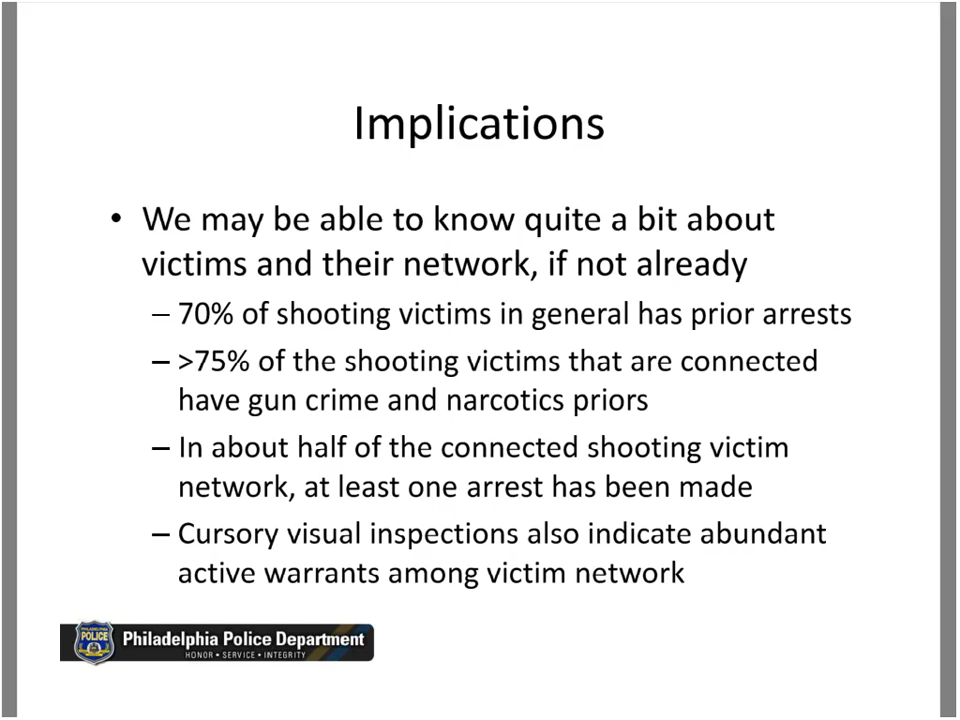 Implications
• We may be able to know quite a bit about
victims and their network, if not already
– 70% of shooting victims in general has prior arrests
– >75% of the shooting victims that are connected
have gun crime and narcotics priors
– In about half of the connected shooting victim
network, at least one arrest has been made
– Cursory visual inspections also indicate abundant
active warrants among victim network
POLICE
Philadelphia Police Department
HONOR • SERVICE • INTEGRITY